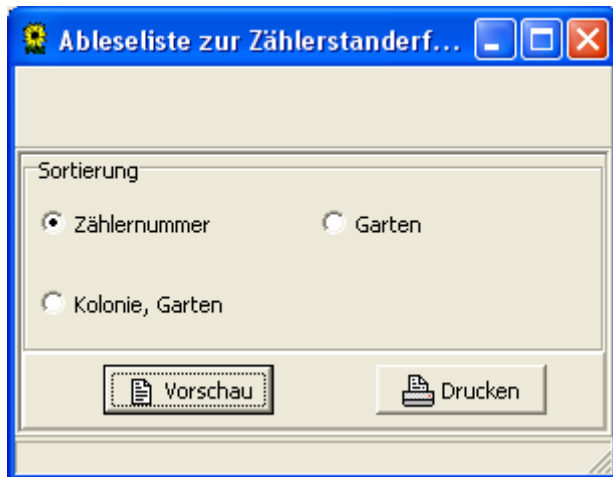 Ableseliste zur Zählerstanderf...
Sortierung
Zählernummer Garten
Kolonie, Garten
Vorschau Drucken